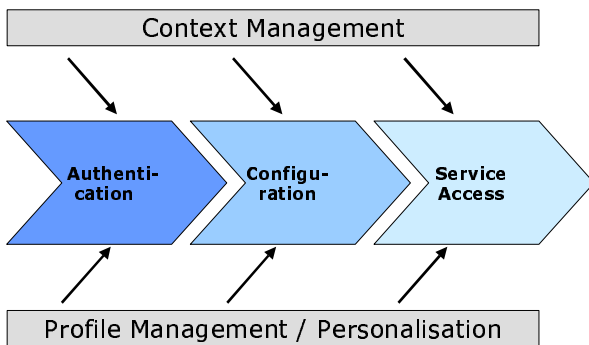 Context Management
Authenti-
cation
Configu-
ration
Service
Access
Profile Management / Personalisation